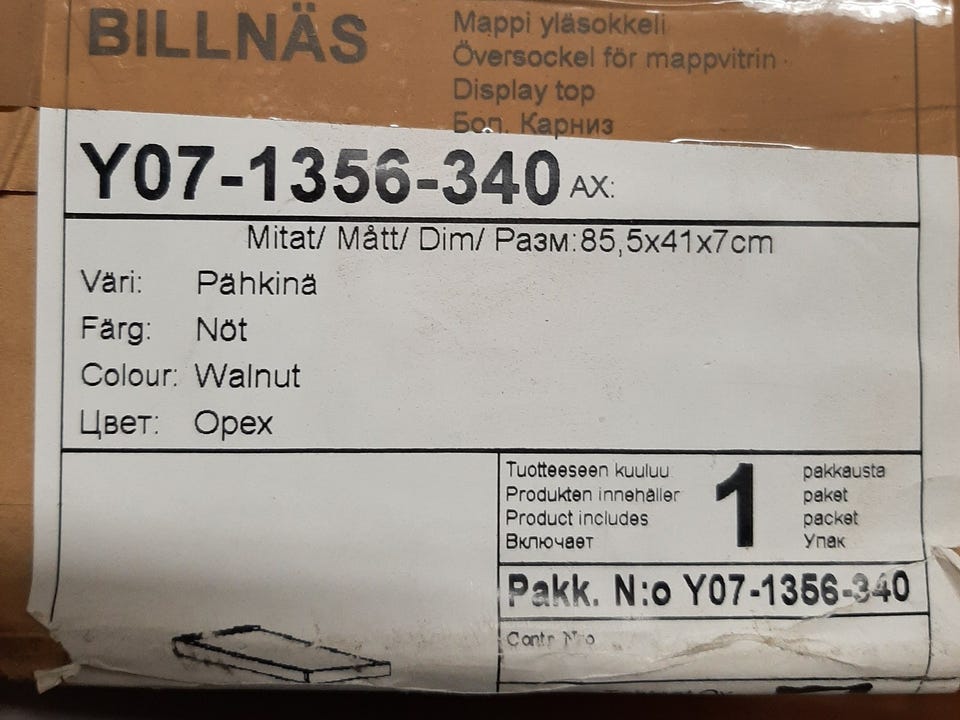 BILLNÄS
Mappi yläsokkeli
Översockel för mappvitrin
Display top
Боп. Карниз
Y07-1356-340 AX:
Mitat/ Mått/ Dim/ Разм:85,5x41x7cm
Väri: Pähkinä
Färg: Nöt
Colour: Walnut
Цвет: Орех
Tuotteeseen kuuluu 1 pakkausta
Produkten innehåller paket
Product includes packet
Включает Упак
Pakk. N:o Y07-1356-340
Contr N:o